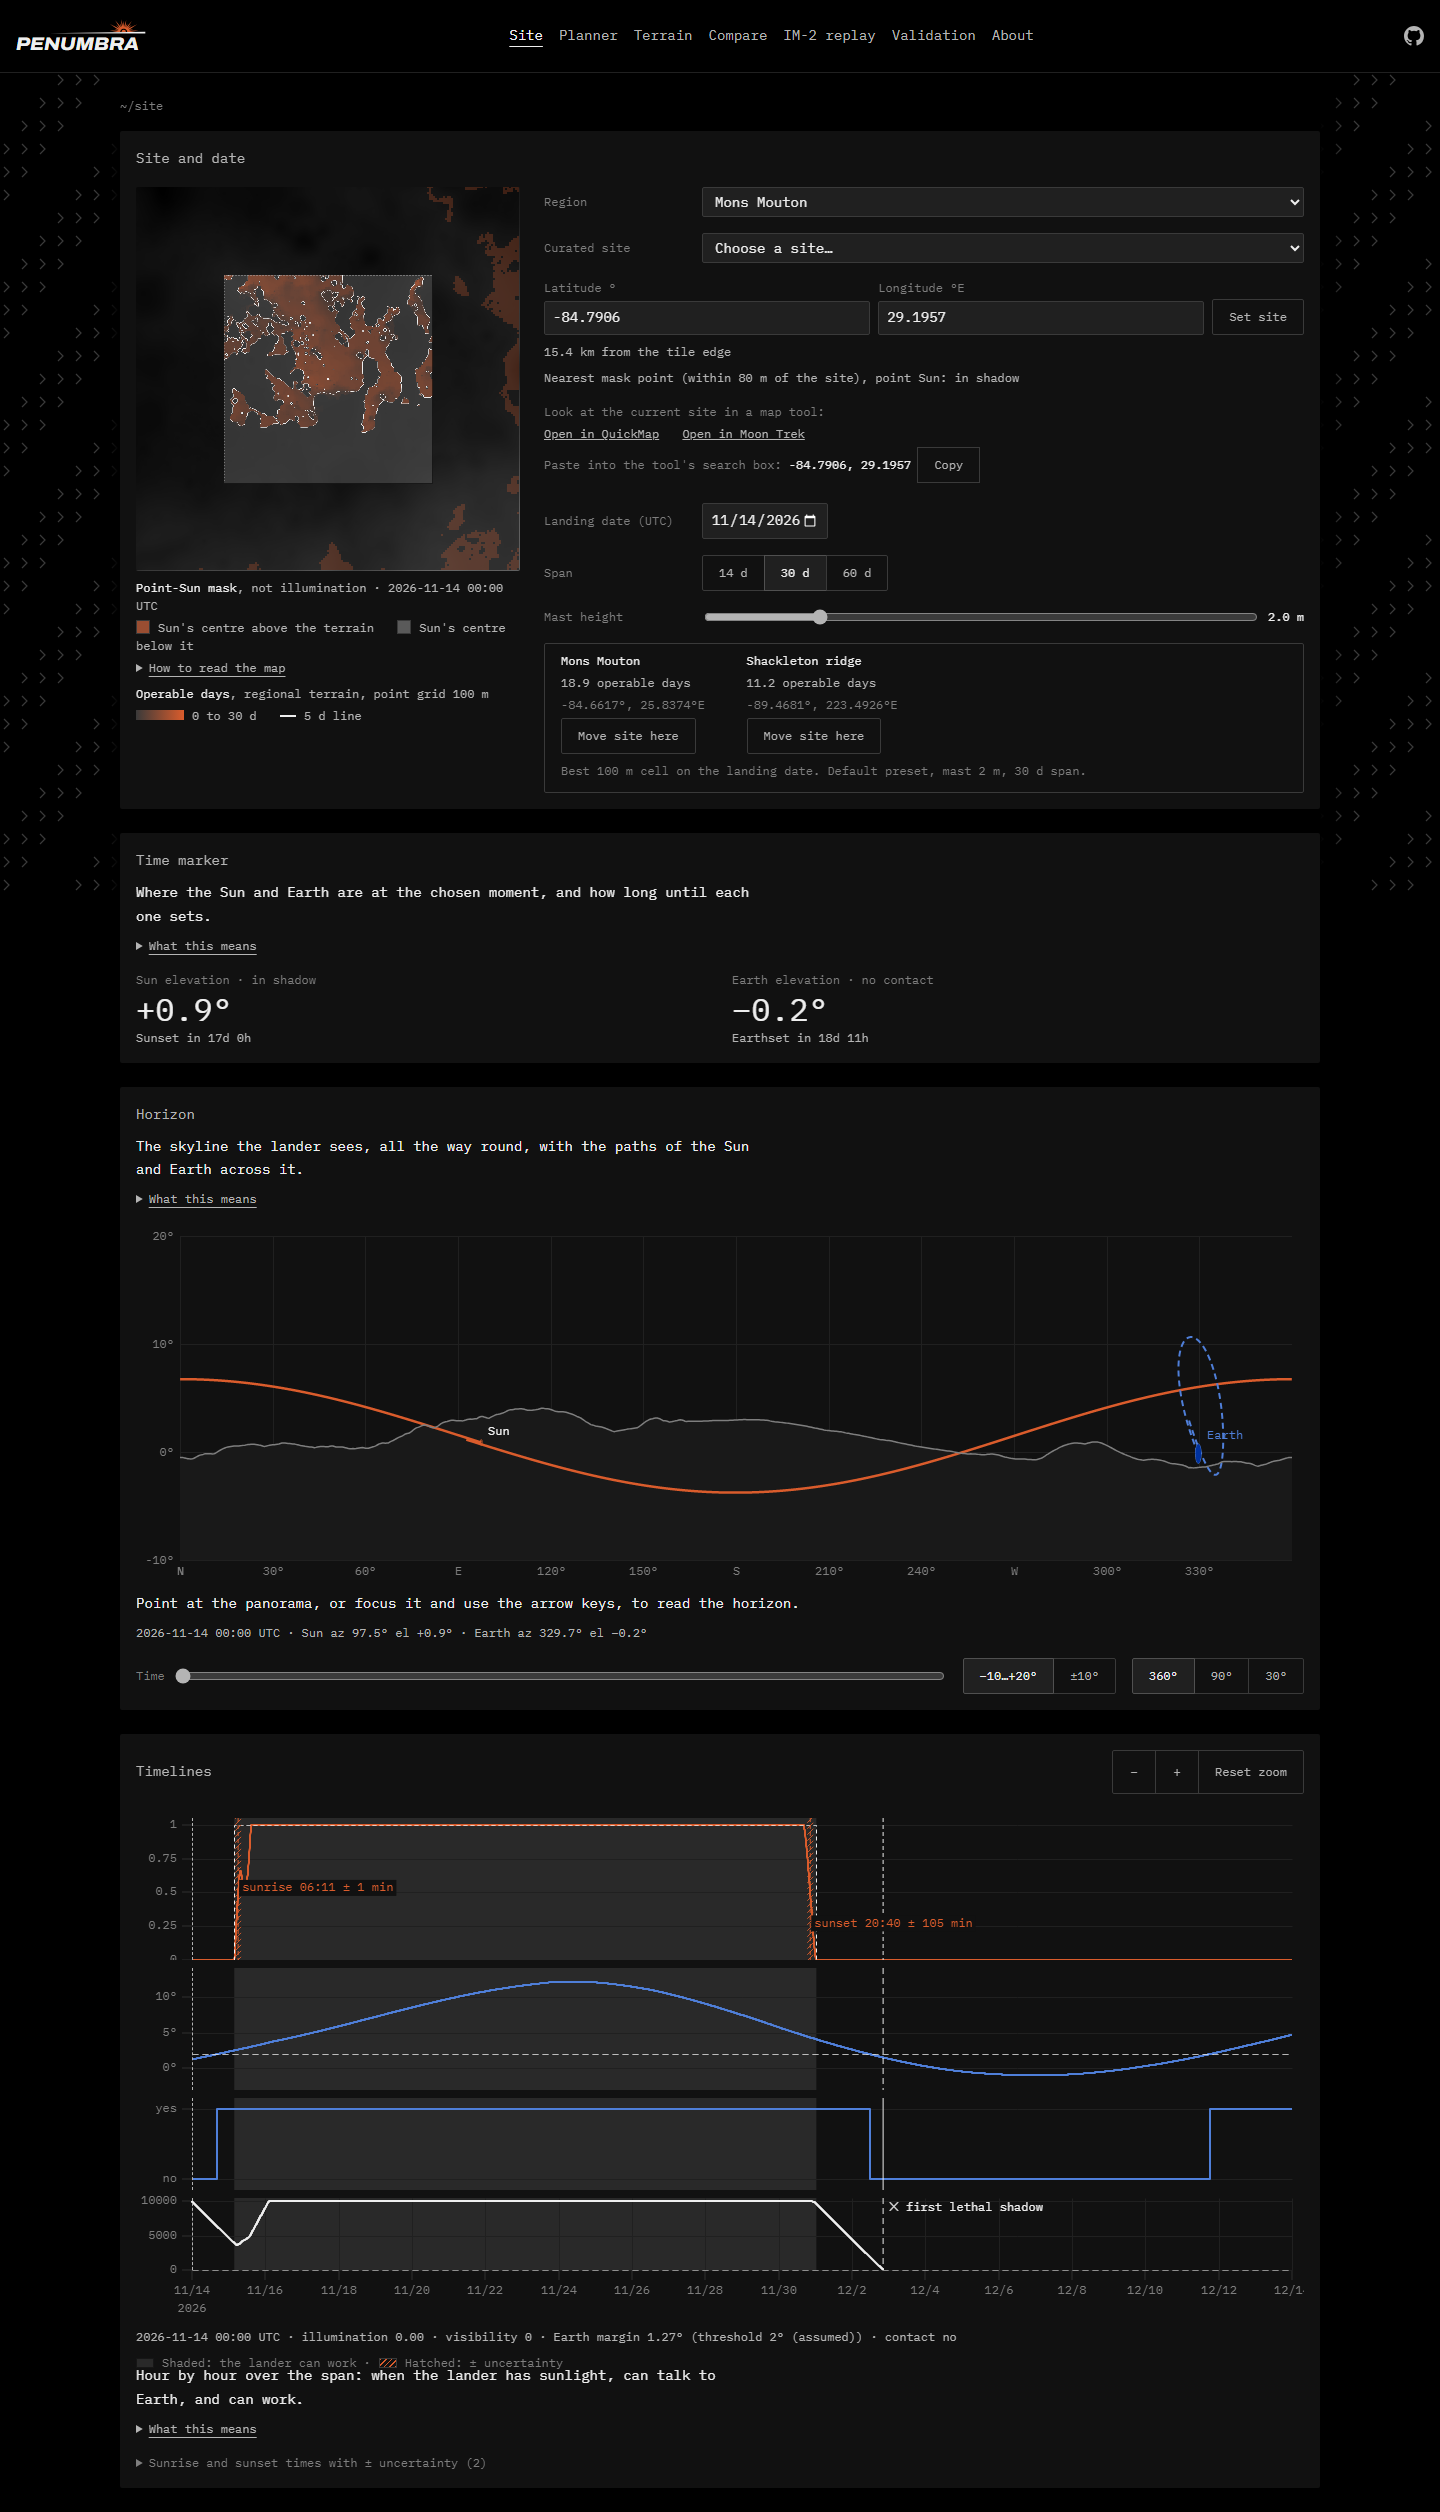 PENUMBRA
Site Planner Terrain Compare IM-2 replay Validation About
~/site
Site and date
Region
Mons Mouton
Curated site
Choose a site…
Latitude °
Longitude °E
-84.7906
29.1957
Set site
15.4 km from the tile edge
Nearest mask point (within 80 m of the site), point Sun: in shadow
Look at the current site in a map tool:
Open in QuickMap Open in Moon Trek
Paste into the tool's search box: -84.7906, 29.1957 Copy
Landing date (UTC)
11/14/2026
Span
14 d 30 d 60 d
Mast height
2.0 m
Point-Sun mask, not illumination · 2026-11-14 00:00
UTC
Sun's centre above the terrain Sun's centre
below it
How to read the map
Operable days, regional terrain, point grid 100 m
0 to 30 d 5 d line
Mons Mouton
18.9 operable days
-84.6617°, 25.8374°E
Move site here
Shackleton ridge
11.2 operable days
-89.4681°, 223.4926°E
Move site here
Best 100 m cell on the landing date. Default preset, mast 2 m, 30 d span.
Time marker
Where the Sun and Earth are at the chosen moment, and how long until each
one sets.
What this means
Sun elevation · in shadow
+0.9°
Sunset in 17d 0h
Earth elevation · no contact
−0.2°
Earthset in 18d 11h
Horizon
The skyline the lander sees, all the way round, with the paths of the Sun
and Earth across it.
What this means
20°
10°
0°
-10°
Sun
Earth
N 30° 60° E 120° 150° S 210° 240° W 300° 330°
Point at the panorama, or focus it and use the arrow keys, to read the horizon.
2026-11-14 00:00 UTC · Sun az 97.5° el +0.9° · Earth az 329.7° el −0.2°
Time
−10…+20° ±10°
360° 90° 30°
Timelines
− + Reset zoom
1
0.75
0.5
0.25
0
sunrise 06:11 ± 1 min
sunset 20:40 ± 105 min
10°
5°
0°
yes
no
10000
5000
0
first lethal shadow
11/14 11/16 11/18 11/20 11/22 11/24 11/26 11/28 11/30 12/2 12/4 12/6 12/8 12/10 12/12 12/1
2026
2026-11-14 00:00 UTC · illumination 0.00 · visibility 0 · Earth margin 1.27° (threshold 2° (assumed)) · contact no
Shaded: the lander can work · Hatched: ± uncertainty
Hour by hour over the span: when the lander has sunlight, can talk to
Earth, and can work.
What this means
Sunrise and sunset times with ± uncertainty (2)